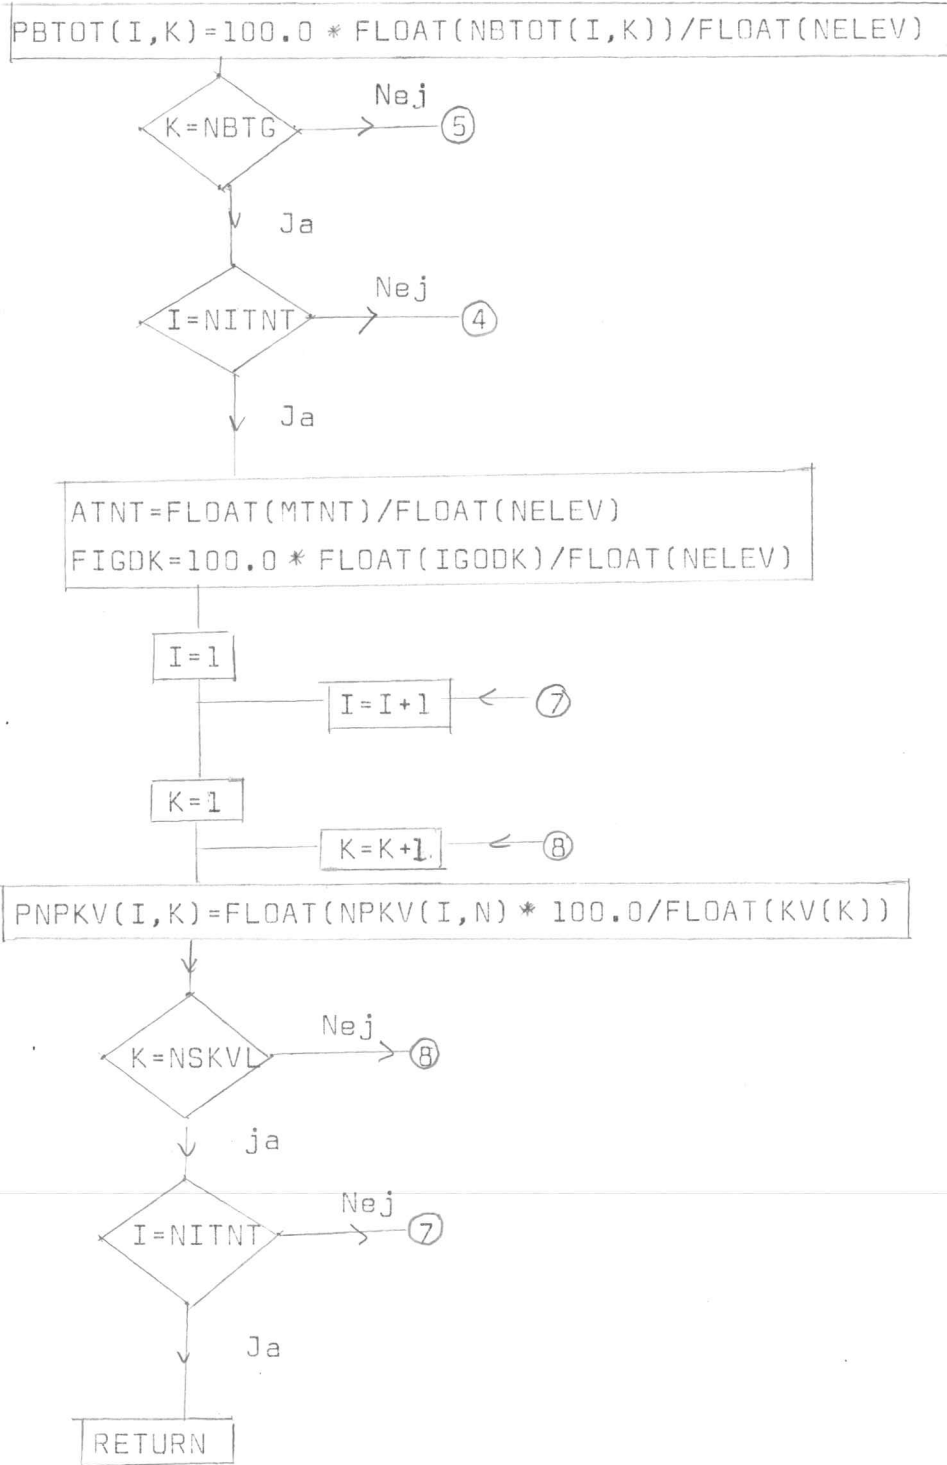 PBTOT(I,K)=100.0 * FLOAT(NBTOT(I,K))/FLOAT(NELEV)
Nej
K=NBTG
5
Ja
Nej
I=NITNT
4
Ja
ATNT=FLOAT(MTNT)/FLOAT(NELEV)
FIGDK=100.0 * FLOAT(IGODK)/FLOAT(NELEV)
I=1
I=I+1
7
K=1
K=K+1
8
PNPKV(I,K)=FLOAT(NPKV(I,N) * 100.0/FLOAT(KV(K))
Nej
K=NSKVL
8
ja
Nej
I=NITNT
7
Ja
RETURN